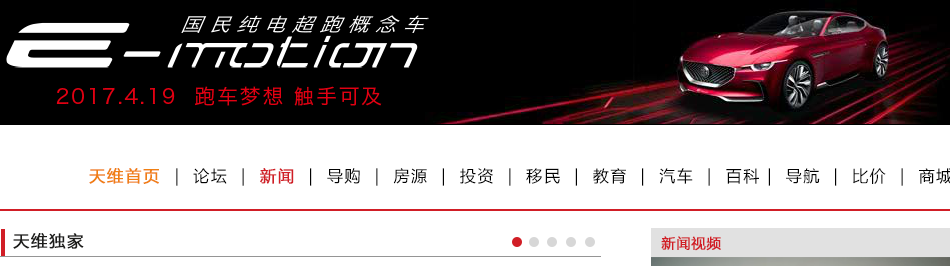 国民纯电超跑概念车
E-motion
2017.4.19 跑车梦想 触手可及
天维首页 | 论坛 | 新闻 | 导购 | 房源 | 投资 | 移民 | 教育 | 汽车 | 百科 | 导航 | 比价 | 商城
天维独家
新闻视频